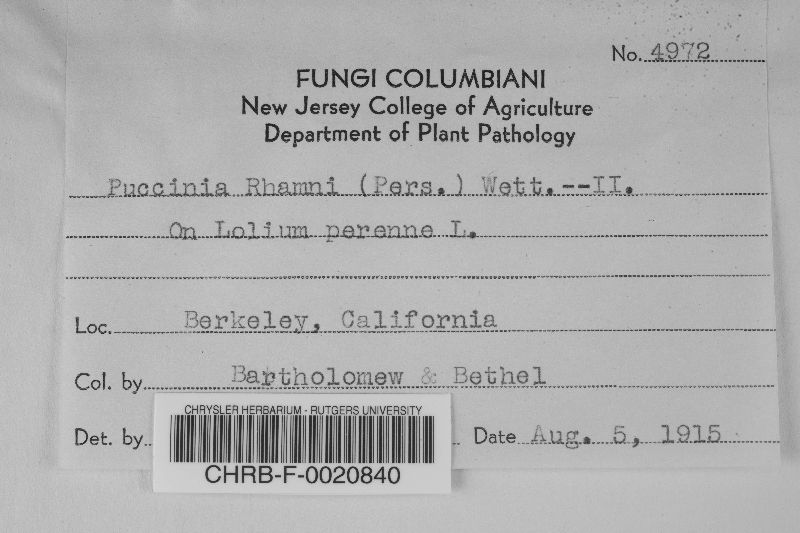 No. 4972
FUNGI COLUMBIANI
New Jersey College of Agriculture
Department of Plant Pathology
Puccinia Rhamni (Pers.) Wett.--II.
On Lolium perenne L.
Loc. Berkeley, California
Col. by Bartholomew & Bethel
Det. by
Date Aug. 5, 1915
CHRYSLER HERBARIUM - RUTGERS UNIVERSITY
CHRB-F-0020840